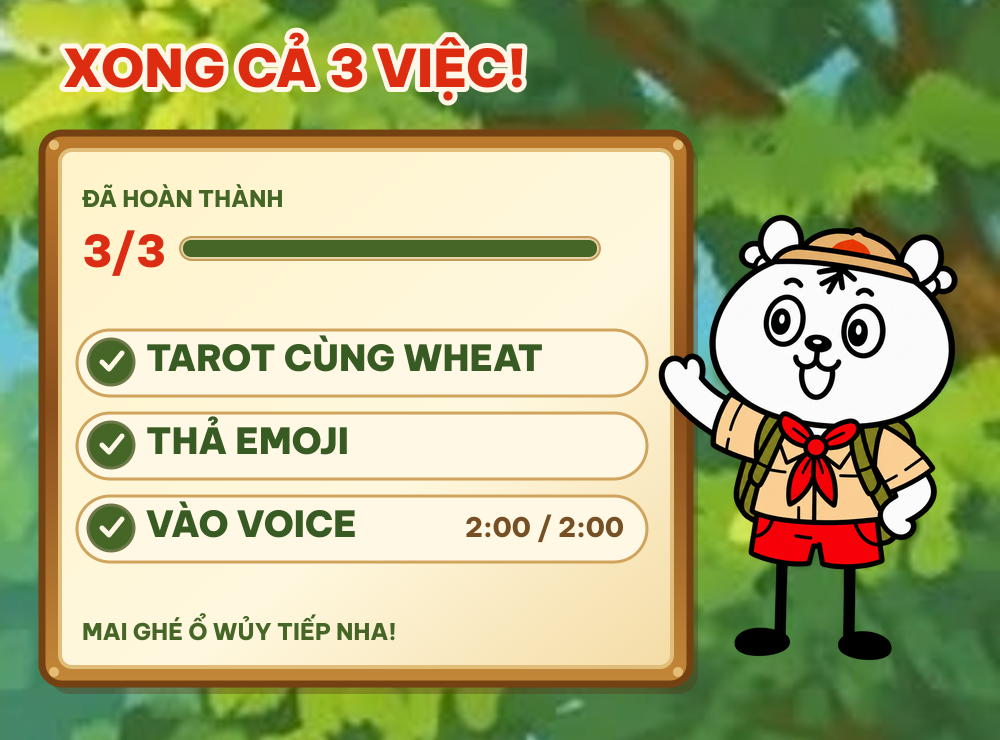 XONG CẢ 3 VIỆC!
ĐÃ HOÀN THÀNH
3/3
TAROT CÙNG WHEAT
THẢ EMOJI
VÀO VOICE 2:00 / 2:00
MAI GHÉ Ổ WỦY TIẾP NHA!